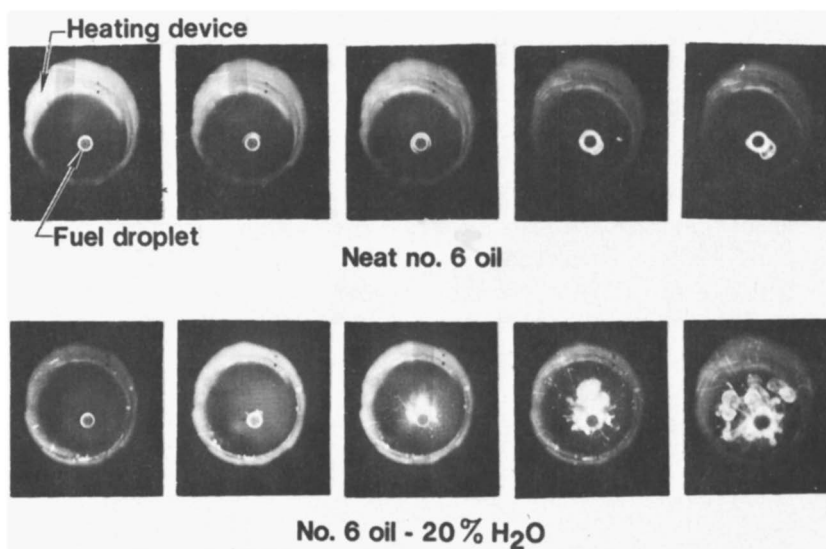 Heating device
Fuel droplet
Neat no. 6 oil
No. 6 oil - 20% H₂O